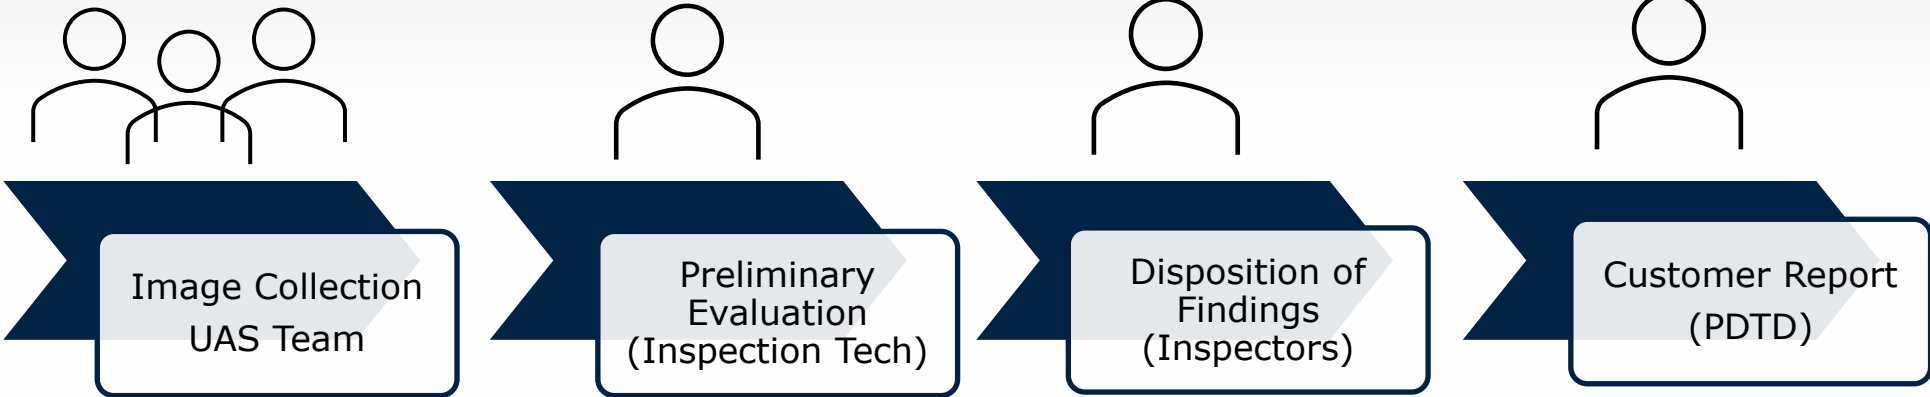 Image Collection
UAS Team
Preliminary
Evaluation
(Inspection Tech)
Disposition of
Findings
(Inspectors)
Customer Report
(PDTD)